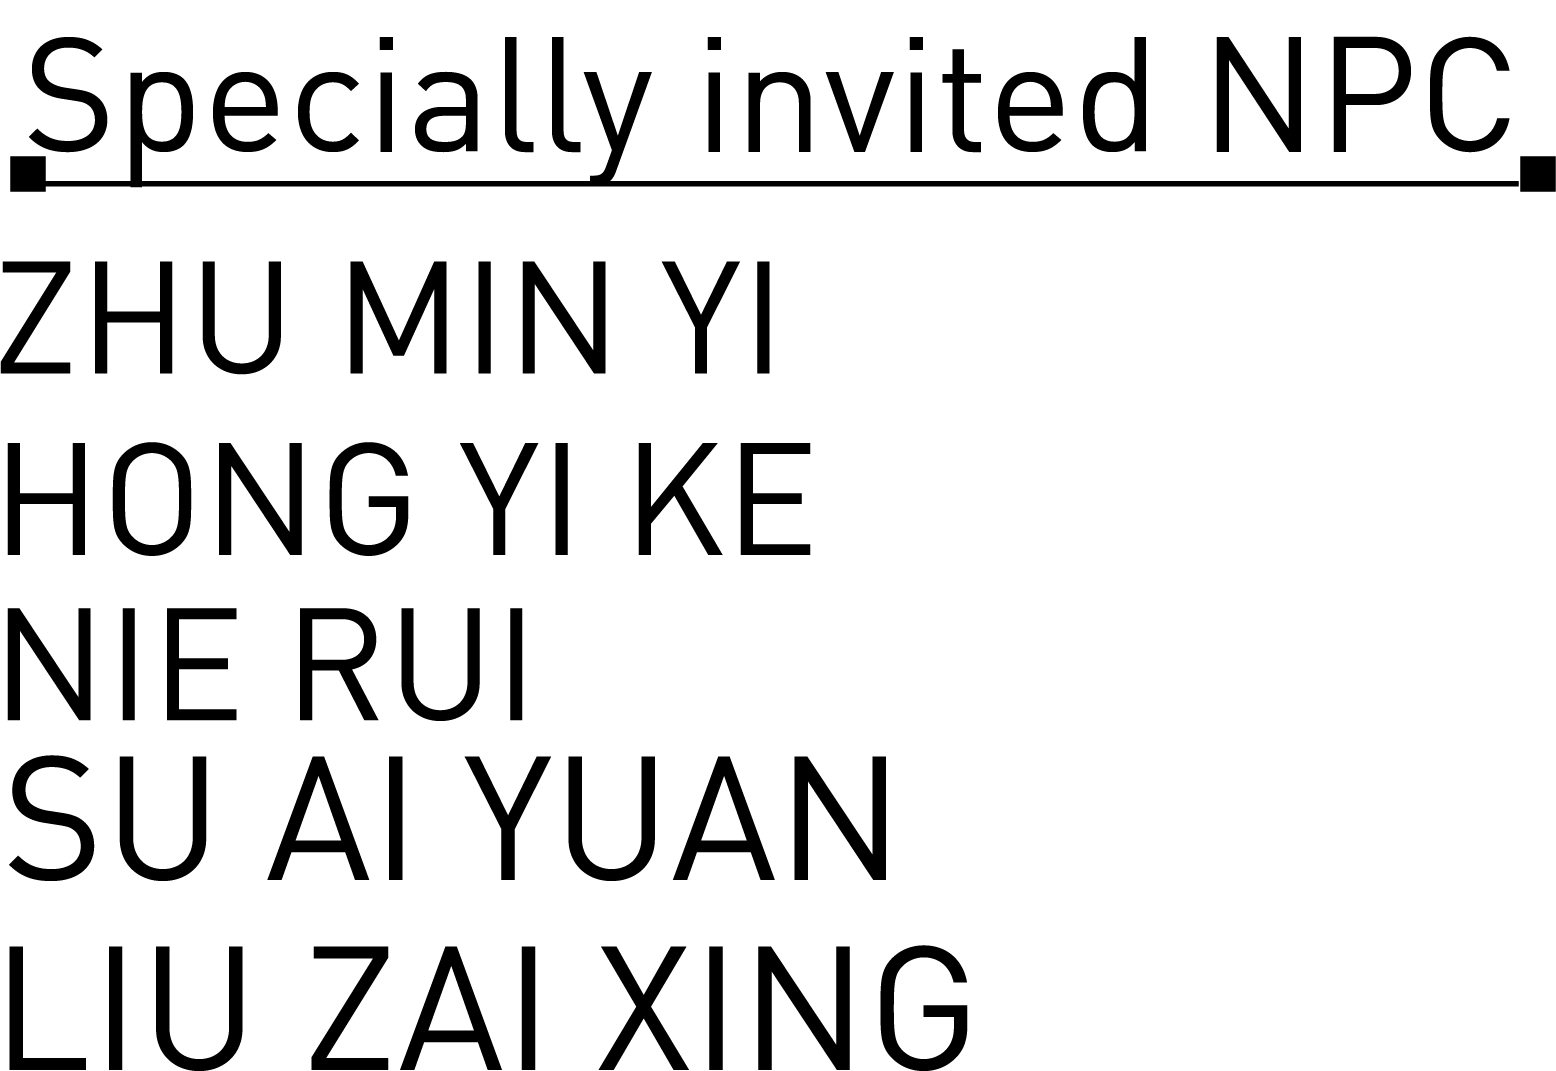 Specially invited NPC
ZHU MIN YI
HONG YI KE
NIE RUI
SU AI YUAN
LIU ZAI XING